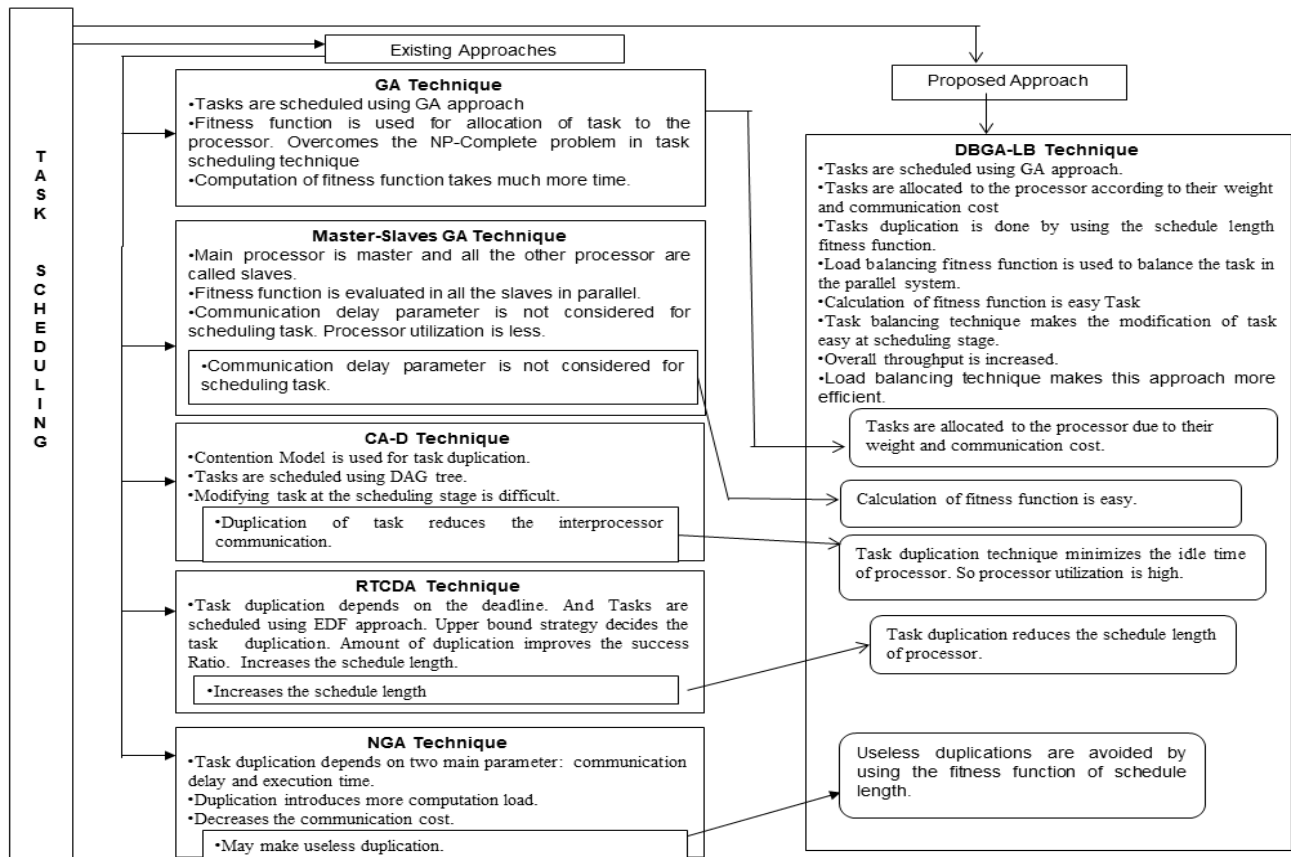 TASK SCHEDULING
Existing Approaches
GA Technique
•Tasks are scheduled using GA approach
•Fitness function is used for allocation of task to the
processor. Overcomes the NP-Complete problem in task
scheduling technique
•Computation of fitness function takes much more time.
Master-Slaves GA Technique
•Main processor is master and all the other processor are
called slaves.
•Fitness function is evaluated in all the slaves in parallel.
•Communication delay parameter is not considered for
scheduling task. Processor utilization is less.
•Communication delay parameter is not considered for
scheduling task.
CA-D Technique
•Contention Model is used for task duplication.
•Tasks are scheduled using DAG tree.
•Modifying task at the scheduling stage is difficult.
•Duplication of task reduces the interprocessor
communication.
RTCDA Technique
•Task duplication depends on the deadline. And Tasks are
scheduled using EDF approach. Upper bound strategy decides the
task duplication. Amount of duplication improves the success
Ratio. Increases the schedule length.
•Increases the schedule length
NGA Technique
•Task duplication depends on two main parameter: communication
delay and execution time.
•Duplication introduces more computation load.
•Decreases the communication cost.
•May make useless duplication.
Proposed Approach
DBGA-LB Technique
•Tasks are scheduled using GA approach.
•Tasks are allocated to the processor according to their weight
and communication cost
•Tasks duplication is done by using the schedule length
fitness function.
•Load balancing fitness function is used to balance the task in
the parallel system.
•Calculation of fitness function is easy Task
•Task balancing technique makes the modification of task
easy at scheduling stage.
•Overall throughput is increased.
•Load balancing technique makes this approach more
efficient.
Tasks are allocated to the processor due to their
weight and communication cost.
Calculation of fitness function is easy.
Task duplication technique minimizes the idle time
of processor. So processor utilization is high.
Task duplication reduces the schedule length
of processor.
Useless duplications are avoided by
using the fitness function of schedule
length.